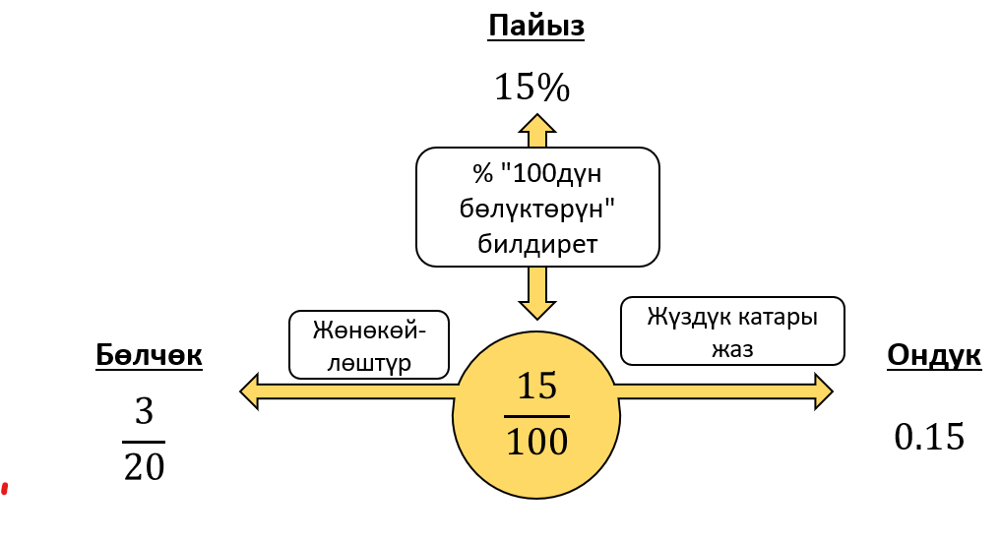 Пайыз
15%
% "100дүн
бөлүктөрүн"
билдирет
Жөнөкөй-
лөштүр
Жүздүк катары
жаз
Бөлчөк
3
20
15
100
Ондук
0.15